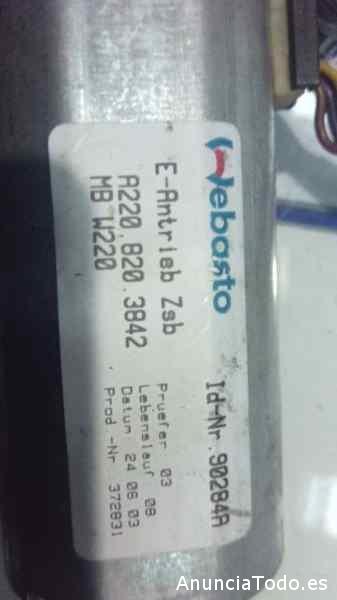 Webasto
Id-Nr. 90284A
E-Antrieb Zsb
A220.820.3842
MB W220
Pruefer 03
Lebenslauf 08
Datum 24 06 03
Prod.-Nr 372831
AnunciaTodo.es